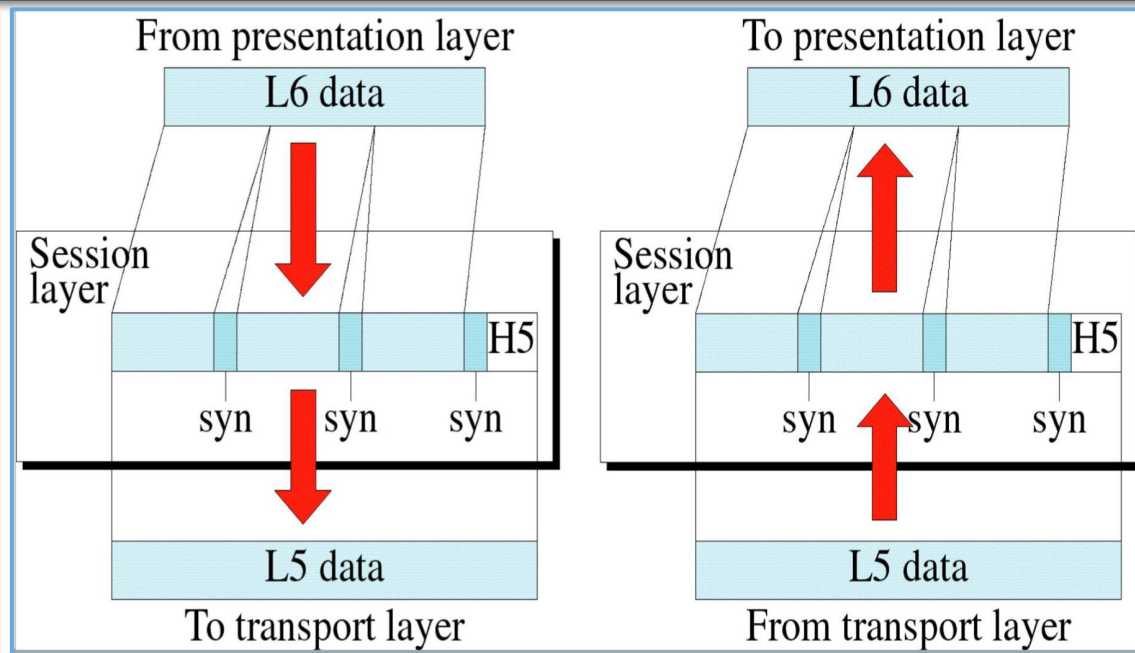 From presentation layer
L6 data
Session
layer
H5
syn
syn
syn
L5 data
To transport layer
To presentation layer
L6 data
Session
layer
H5
syn
syn
syn
L5 data
From transport layer